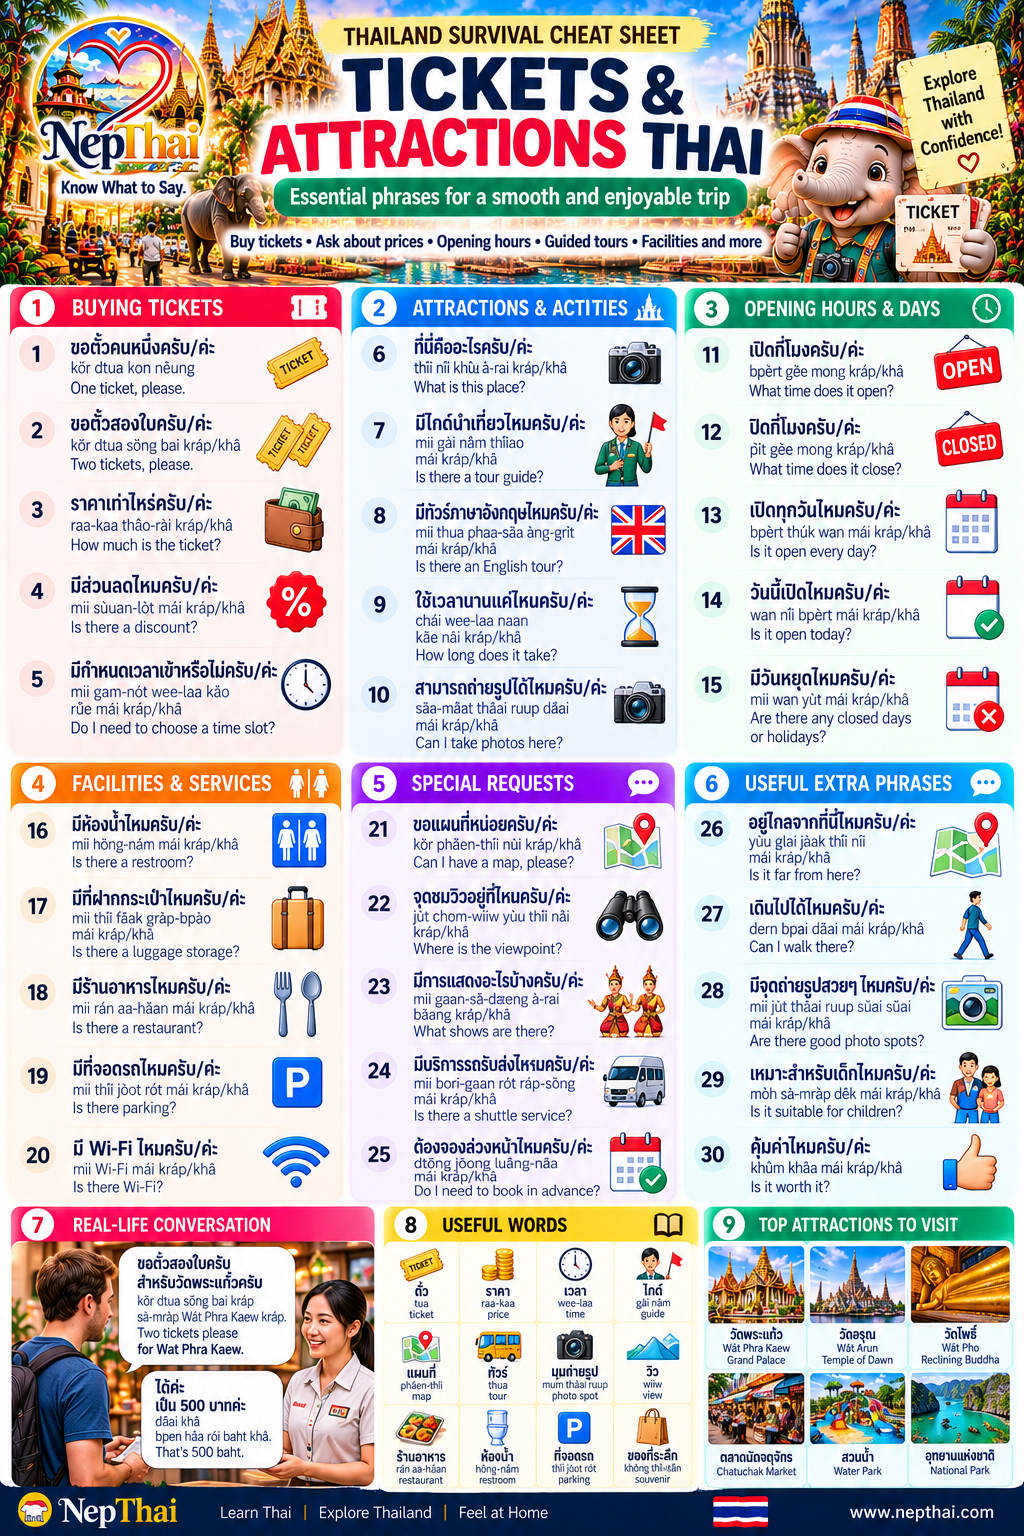 THAILAND SURVIVAL CHEAT SHEET
TICKETS &
ATTRACTIONS THAI
Essential phrases for a smooth and enjoyable trip
Buy tickets • Ask about prices • Opening hours • Guided tours • Facilities and more
NepThai
Know What to Say.
Explore
Thailand
with
Confidence!
TICKET
1 BUYING TICKETS
1
ขอตั๋วคนหนึ่งครับ/ค่ะ
kŏr dtua kon nêung
One ticket, please.
TICKET
2
ขอตั๋วสองใบครับ/ค่ะ
kŏr dtua sŏng bai kráp/khâ
Two tickets, please.
TICKET
TICKET
3
ราคาเท่าไหร่ครับ/ค่ะ
raa-kaa thâo-rài kráp/khâ
How much is the ticket?
4
มีส่วนลดไหมครับ/ค่ะ
mii sùuan-lòt mái kráp/khâ
Is there a discount?
%
5
มีกำหนดเวลาเข้าหรือไม่ครับ/ค่ะ
mii gam-nót wee-laa kăo
rŭe mái kráp/khâ
Do I need to choose a time slot?
2 ATTRACTIONS & ACTITIES
6
ที่นี่คืออะไรครับ/ค่ะ
thîi nîi khiu à-rai kráp/khâ
What is this place?
7
มีไกด์นำเที่ยวไหมครับ/ค่ะ
mii gài nâm thîiao
mái kráp/khâ
Is there a tour guide?
8
มีทัวร์ภาษาอังกฤษไหมครับ/ค่ะ
mii thua phaa-săa àng-grìt
mái kráp/khâ
Is there an English tour?
9
ใช้เวลานานแค่ไหนครับ/ค่ะ
chái wee-laa naan
kăe nâi kráp/khâ
How long does it take?
10
สามารถถ่ายรูปได้ไหมครับ/ค่ะ
săa-mâat thâai ruup dâai
mái kráp/khâ
Can I take photos here?
3 OPENING HOURS & DAYS
11
เปิดกี่โมงครับ/ค่ะ
bpèrt gĕe mong kráp/khâ
What time does it open?
OPEN
12
ปิดกี่โมงครับ/ค่ะ
pìt gĕe mong kráp/khâ
What time does it close?
CLOSED
13
เปิดทุกวันไหมครับ/ค่ะ
bpèrt thúk wan mái kráp/khâ
Is it open every day?
14
วันนี้เปิดไหมครับ/ค่ะ
wan nîi bpèrt mái kráp/khâ
Is it open today?
15
มีวันหยุดไหมครับ/ค่ะ
mii wan yùt mái kráp/khâ
Are there any closed days
or holidays?
4 FACILITIES & SERVICES
16
มีห้องน้ำไหมครับ/ค่ะ
mii hŏng-nám mái kráp/khâ
Is there a restroom?
17
มีที่ฝากกระเป๋าไหมครับ/ค่ะ
mii thîi fâak gràp-bpào
mái kráp/khâ
Is there a luggage storage?
18
มีร้านอาหารไหมครับ/ค่ะ
mii rán aa-hăan mái kráp/khâ
Is there a restaurant?
19
มีที่จอดรถไหมครับ/ค่ะ
mii thîi jòot rót mái kráp/khâ
Is there parking?
P
20
มี Wi-Fi ไหมครับ/ค่ะ
mii Wi-Fi mái kráp/khâ
Is there Wi-Fi?
5 SPECIAL REQUESTS
21
ขอแผนที่หน่อยครับ/ค่ะ
kŏr phăen-thîi nùi kráp/khâ
Can I have a map, please?
22
จุดชมวิวอยู่ที่ไหนครับ/ค่ะ
jùt chom-wiiw yùu thîi nâi
kráp/khâ
Where is the viewpoint?
23
มีการแสดงอะไรบ้างครับ/ค่ะ
mii gaan-să-dæeng à-rai
băang kráp/khâ
What shows are there?
24
มีบริการรถรับส่งไหมครับ/ค่ะ
mii bori-gaan rót ráp-sŏng
mái kráp/khâ
Is there a shuttle service?
25
ต้องจองล่วงหน้าไหมครับ/ค่ะ
dtŏng jŏong luâng-năa
mái kráp/khâ
Do I need to book in advance?
6 USEFUL EXTRA PHRASES
26
อยู่ไกลจากที่นี่ไหมครับ/ค่ะ
yùu glai jàak thîi nîi
mái kráp/khâ
Is it far from here?
27
เดินไปได้ไหมครับ/ค่ะ
dern bpai dăai mái kráp/khâ
Can I walk there?
28
มีจุดถ่ายรูปสวยๆ ไหมครับ/ค่ะ
mii jùt thăai ruup sŭai sŭai
mái kráp/khâ
Are there good photo spots?
29
เหมาะสำหรับเด็กไหมครับ/ค่ะ
mòh sà-mràp dêk mái kráp/khá
Is it suitable for children?
30
คุ้มค่าไหมครับ/ค่ะ
khûm khâa mái kráp/khâ
Is it worth it?
7 REAL-LIFE CONVERSATION
ขอตั๋วสองใบครับ
สำหรับวัดพระแก้วครับ
kŏr dtua sŏng bai kráp
sà-mràp Wát Phra Kaew kráp.
Two tickets please
for Wat Phra Kaew.
ได้ค่ะ
เป็น 500 บาทค่ะ
dâai khâ
bpen hâa rói baht khâ.
That's 500 baht.
8 USEFUL WORDS
TICKET
ตั๋ว
tua
ticket
ราคา
raa-kaa
price
เวลา
wee-laa
time
ไกด์
gài nâm
guide
แผนที่
phăen-thîi
map
ทัวร์
thua
tour
มุมถ่ายรูป
mum thâai ruup
photo spot
วิว
wiiw
view
ร้านอาหาร
rán aa-hăan
restaurant
ห้องน้ำ
hông-nám
restroom
P
ที่จอดรถ
thîi jòot rót
parking
ของที่ระลึก
souvenir
9 TOP ATTRACTIONS TO VISIT
วัดพระแก้ว
Wát Phra Kaew
Grand Palace
วัดอรุณ
Wát Arun
Temple of Dawn
วัดโพธิ์
Wát Pho
Reclining Buddha
ตลาดนัดจตุจักร
Chatuchak Market
สวนน้ำ
Water Park
อุทยานแห่งชาติ
National Park
NepThai
Learn Thai | Explore Thailand | Feel at Home
www.nepthai.com